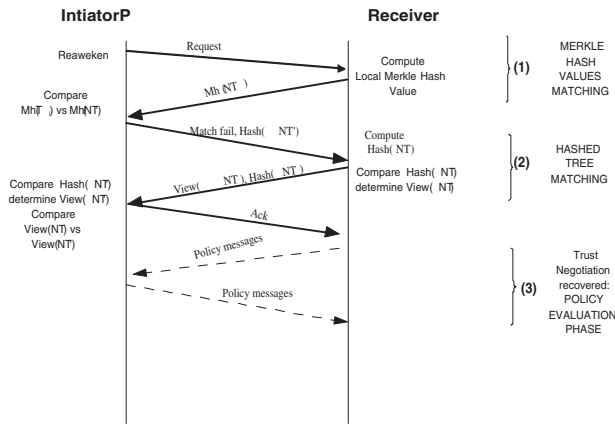 IntiatorP Receiver
Reaweken
Request
Compute
Local Merkle Hash
Value
(1)
MERKLE
HASH
VALUES
MATCHING
Mh(NT )
Compare
Mh(T ,) vs Mh(NT)
Match fail, Hash( NT')
Compute
Hash( NT)
(2)
HASHED
TREE
MATCHING
View( NT ), Hash( NT )
Compare Hash( NT)
determine View( NT)
Compare Hash( NT)
determine View( NT)
Compare
View(NT) vs
View(NT')
Ack
Policy messages
(3)
Trust
Negotiation
recovered:
POLICY
EVALUATION
PHASE
Policy messages